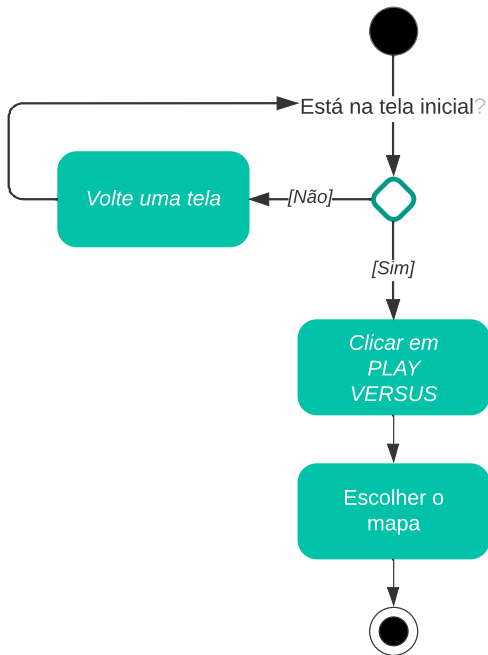 Está na tela inicial?
Volte uma tela
[Não]
[Sim]
Clicar em
PLAY
VERSUS
Escolher o
mapa